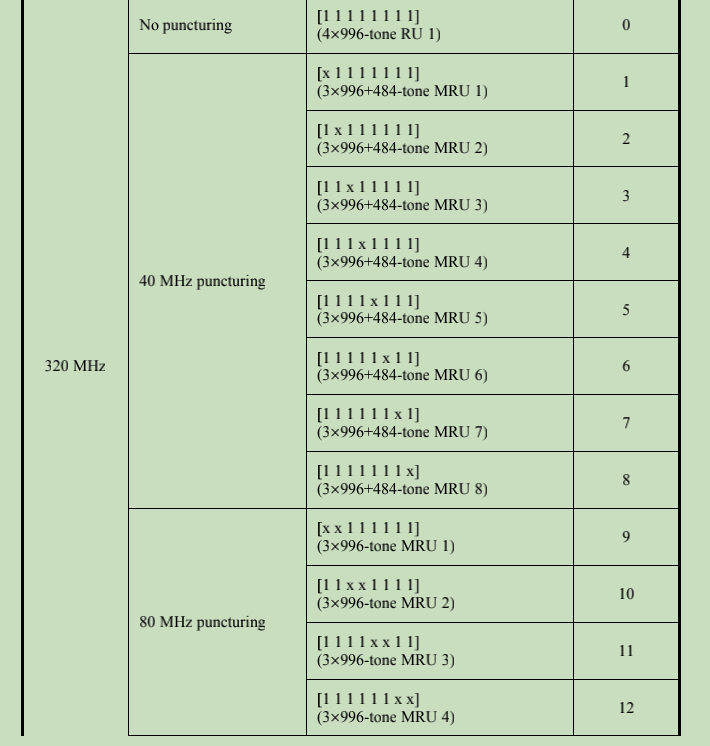 No puncturing
[1 1 1 1 1 1 1 1]
(4×996-tone RU 1)
0
320 MHz
40 MHz puncturing
[x 1 1 1 1 1 1 1]
(3×996+484-tone MRU 1)
1
[1 x 1 1 1 1 1 1]
(3×996+484-tone MRU 2)
2
[1 1 x 1 1 1 1 1]
(3×996+484-tone MRU 3)
3
[1 1 1 x 1 1 1 1]
(3×996+484-tone MRU 4)
4
[1 1 1 1 x 1 1 1]
(3×996+484-tone MRU 5)
5
[1 1 1 1 1 x 1 1]
(3×996+484-tone MRU 6)
6
[1 1 1 1 1 1 x 1]
(3×996+484-tone MRU 7)
7
[1 1 1 1 1 1 1 x]
(3×996+484-tone MRU 8)
8
80 MHz puncturing
[x x 1 1 1 1 1 1]
(3×996-tone MRU 1)
9
[1 1 x x 1 1 1 1]
(3×996-tone MRU 2)
10
[1 1 1 1 x x 1 1]
(3×996-tone MRU 3)
11
[1 1 1 1 1 1 x x]
(3×996-tone MRU 4)
12